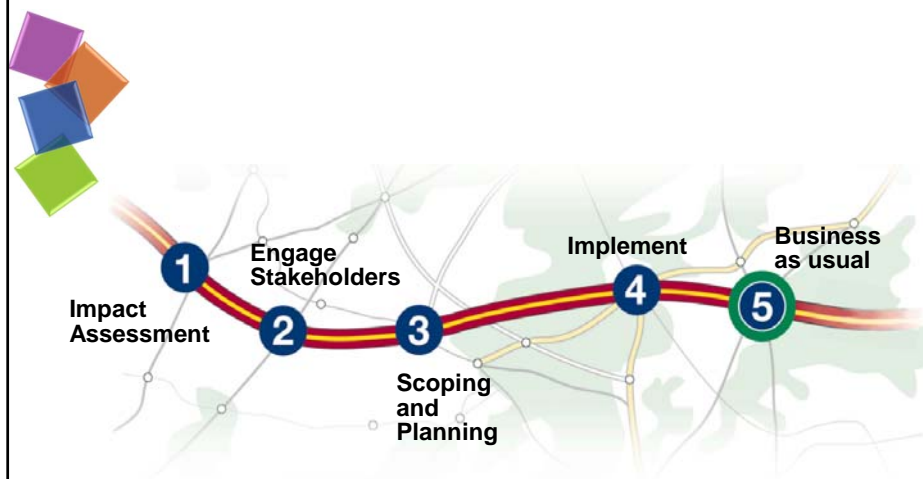 1
Impact
Assessment
2
Engage
Stakeholders
3
Scoping
and
Planning
4
Implement
5
Business
as usual